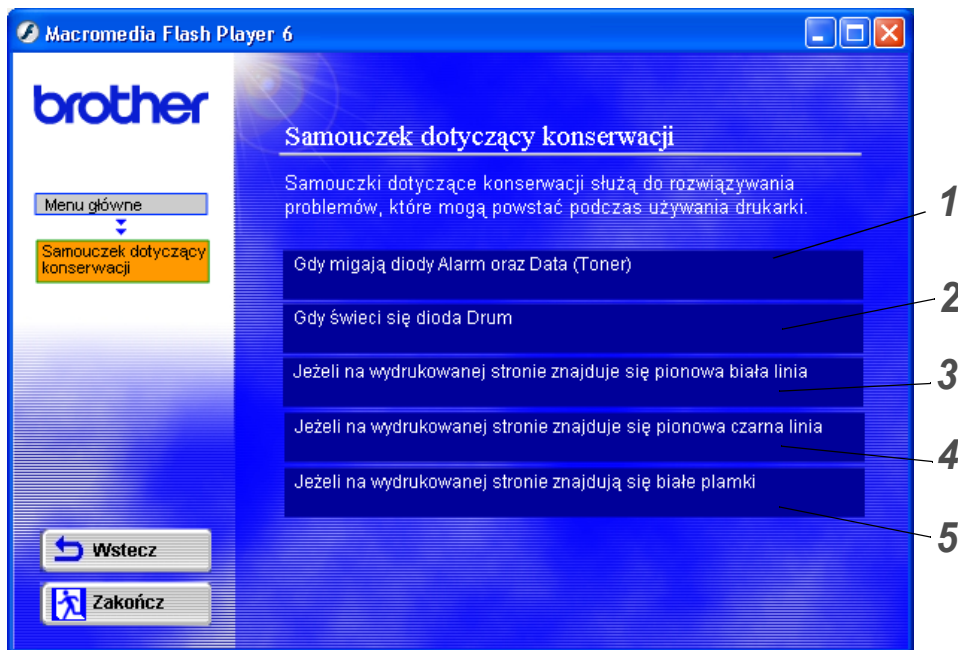 Macromedia Flash Player 6
brother
Menu główne
Samouczek dotyczący
konserwacji
Samouczek dotyczący konserwacji
Samouczki dotyczące konserwacji służą do rozwiązywania
problemów, które mogą powstać podczas używania drukarki.
Gdy migają diody Alarm oraz Data (Toner)
1
Gdy świeci się dioda Drum
2
Jeżeli na wydrukowanej stronie znajduje się pionowa biała linia
3
Jeżeli na wydrukowanej stronie znajduje się pionowa czarna linia
4
Jeżeli na wydrukowanej stronie znajdują się białe plamki
5
Wstecz
Zakończ